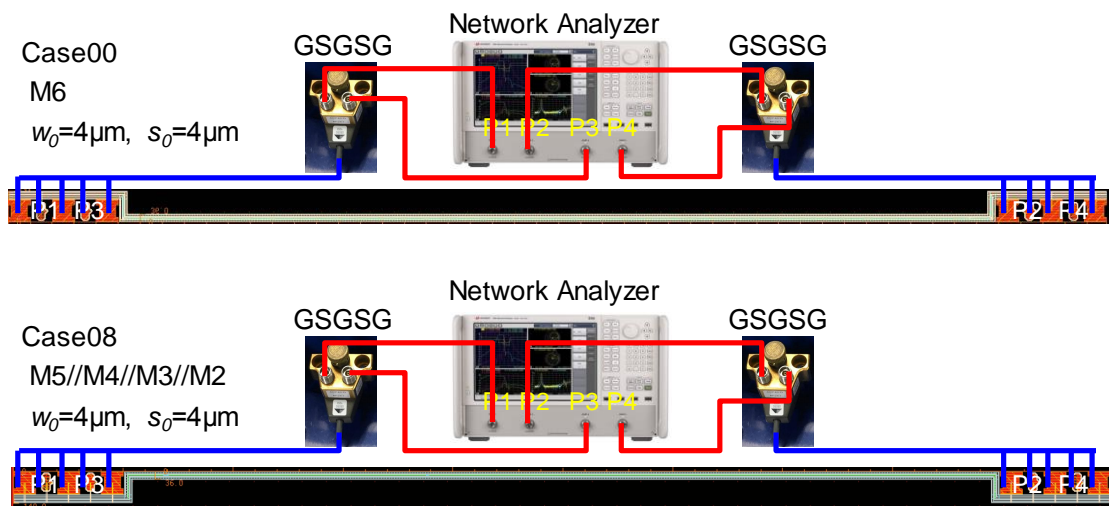 Network Analyzer
Case00
GSGSG
GSGSG
M6
w0=4μm, s0=4μm
P1 P2 P3 P4
P1 P3
P2 P4
Network Analyzer
Case08
GSGSG
GSGSG
M5//M4//M3//M2
w0=4μm, s0=4μm
P1 P2 P3 P4
P1 P3
36.0
P2 P4